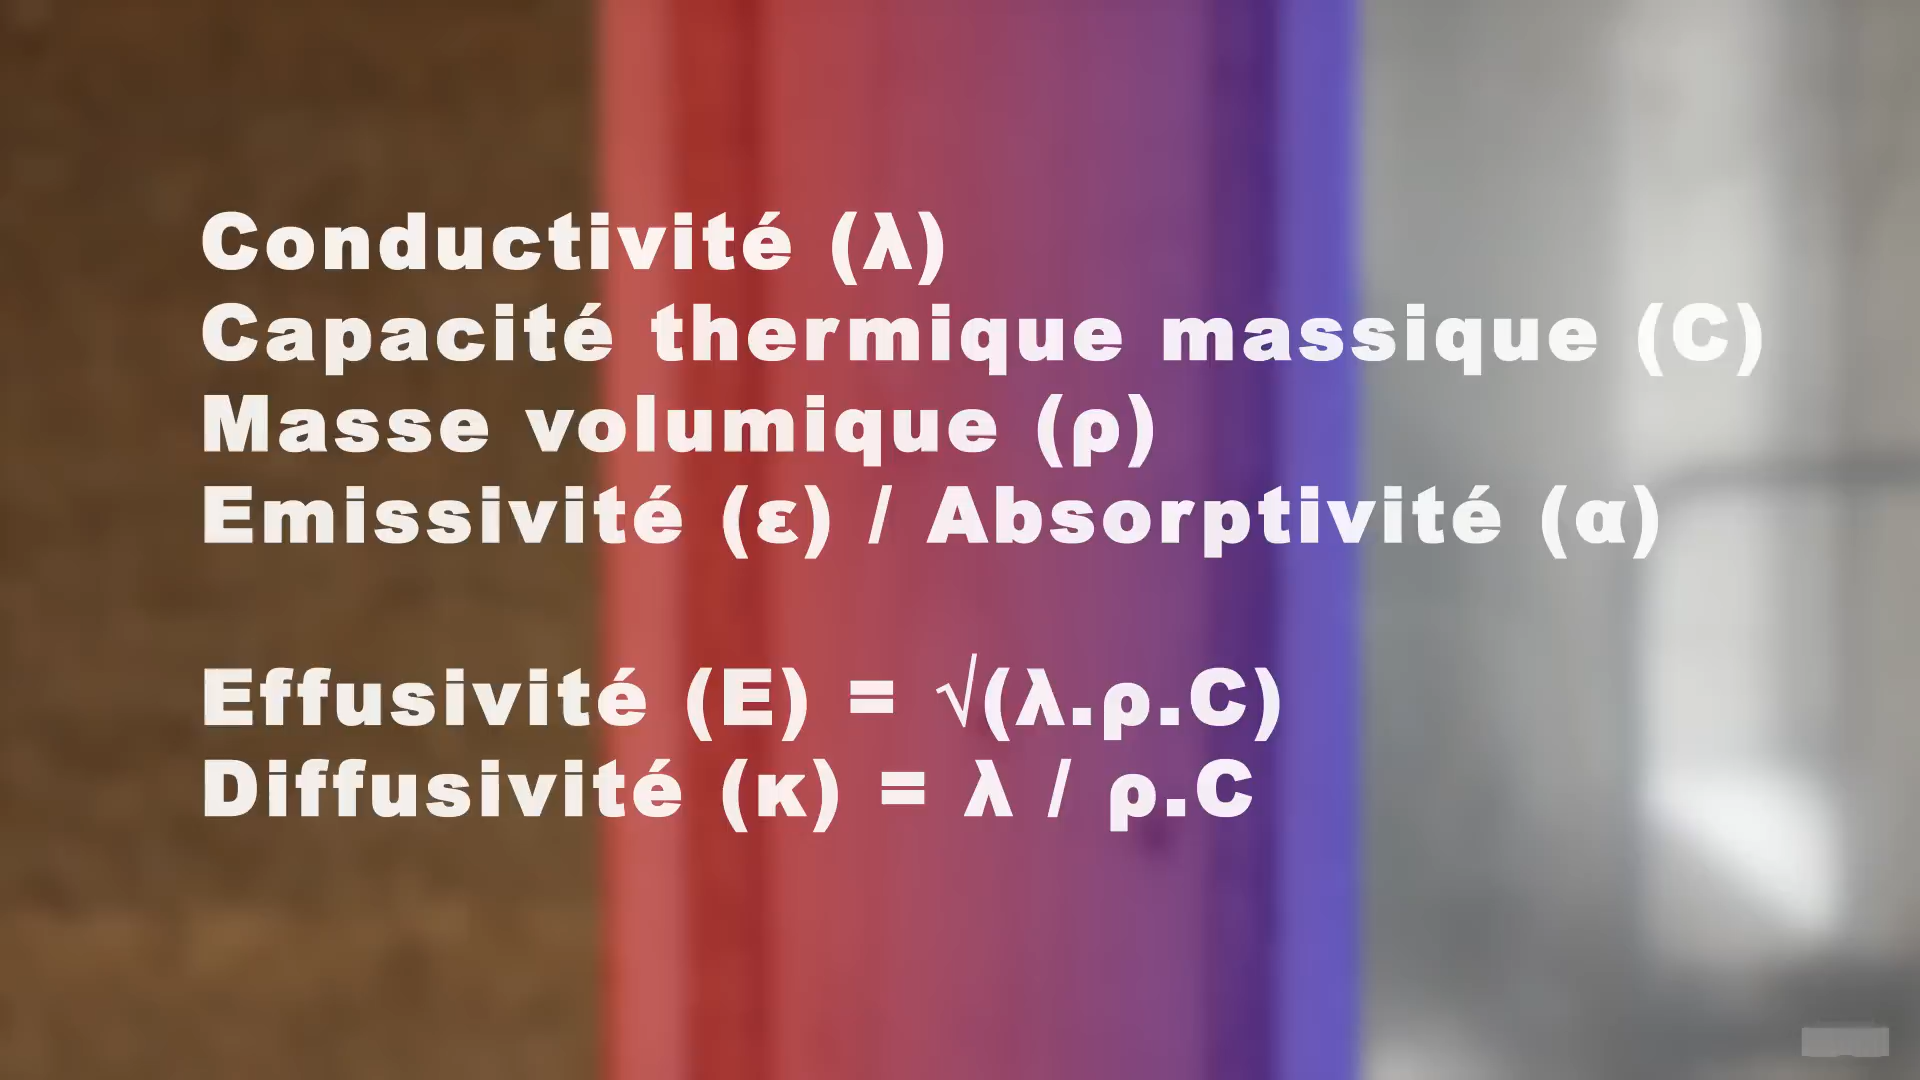 Conductivité (λ)
Capacité thermique massique (C)
Masse volumique (ρ)
Emissivité (ε) / Absorptivité (α)
Effusivité (E) = √(λ.ρ.C)
Diffusivité (κ) = λ / ρ.C